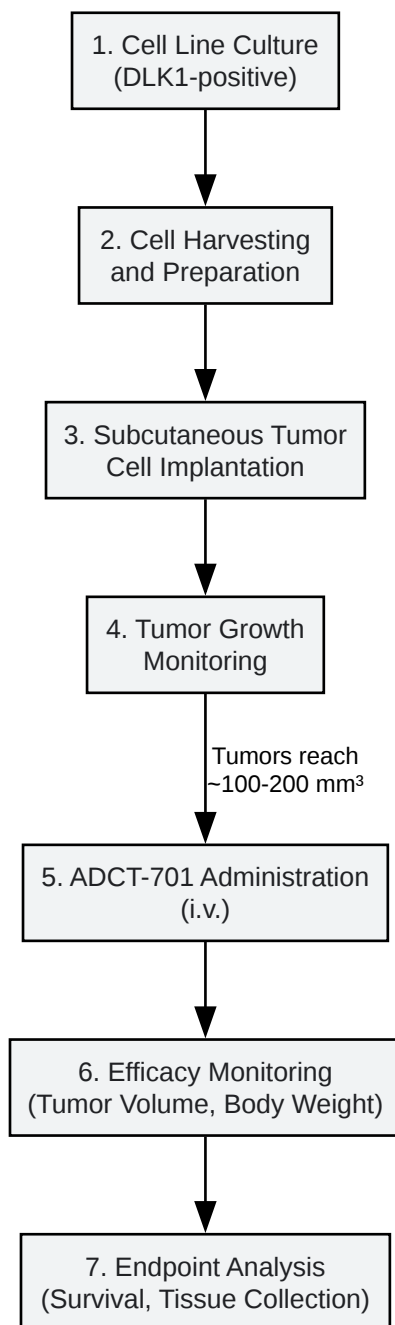 1. Cell Line Culture
(DLK1-positive)
2. Cell Harvesting
and Preparation
3. Subcutaneous Tumor
Cell Implantation
4. Tumor Growth
Monitoring
Tumors reach
~100-200 mm³
5. ADCT-701 Administration
(i.v.)
6. Efficacy Monitoring
(Tumor Volume, Body Weight)
7. Endpoint Analysis
(Survival, Tissue Collection)